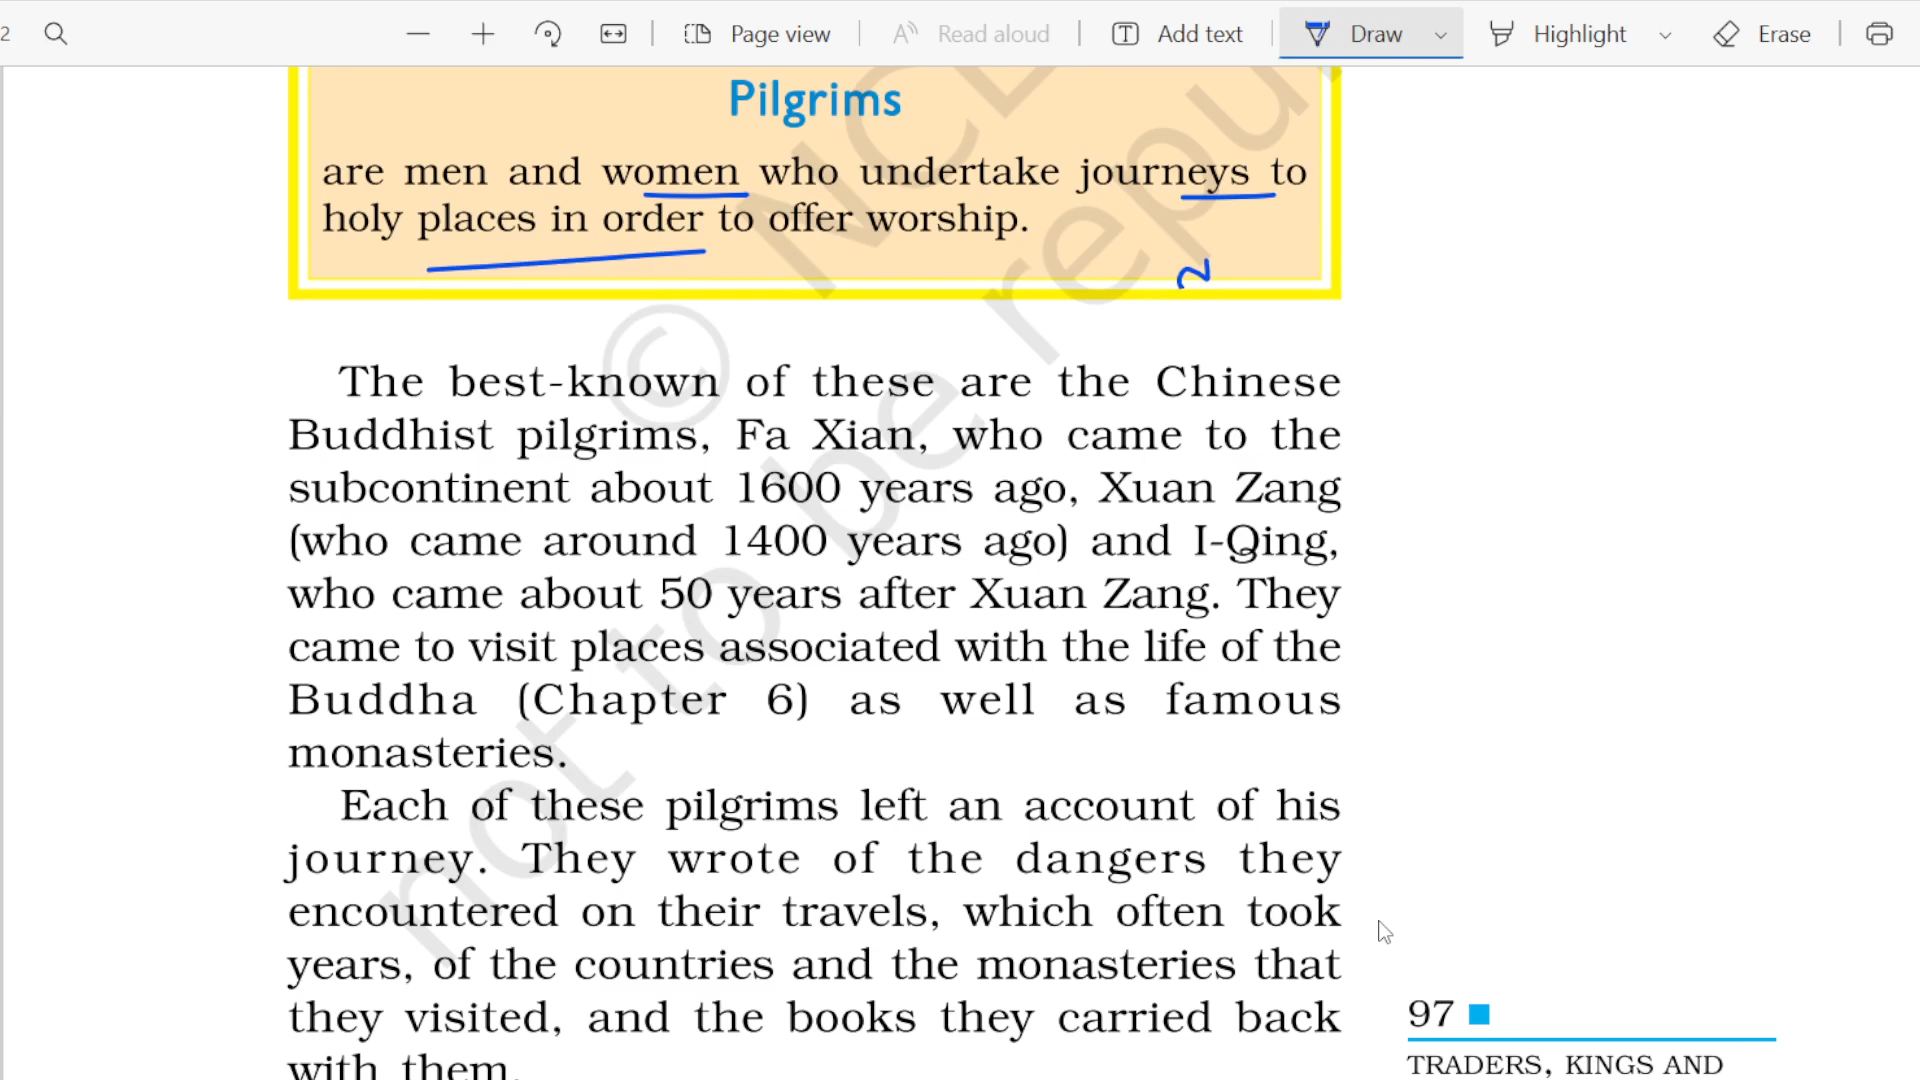 2
Page view
Read aloud
Add text
Draw
Highlight
Erase
Pilgrims
are men and women who undertake journeys to
holy places in order to offer worship.
The best-known of these are the Chinese
Buddhist pilgrims, Fa Xian, who came to the
subcontinent about 1600 years ago, Xuan Zang
(who came around 1400 years ago) and I-Qing,
who came about 50 years after Xuan Zang. They
came to visit places associated with the life of the
Buddha (Chapter 6) as well as famous
monasteries.
Each of these pilgrims left an account of his
journey. They wrote of the dangers they
encountered on their travels, which often took
years, of the countries and the monasteries that
they visited, and the books they carried back
with them.
97
TRADERS, KINGS AND
© NCE
not to be repu